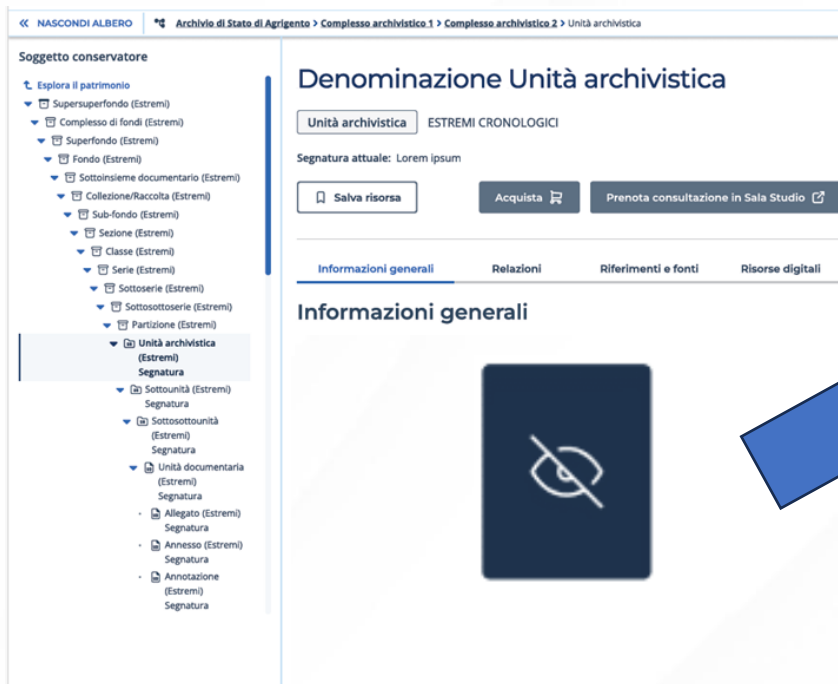 NASCONDI ALBERO
Archivio di Stato di Agrigento > Complesso archivistico 1 > Complesso archivistico 2 > Unità archivistica
Soggetto conservatore
Esplora il patrimonio
Supersuperfondo (Estremi)
Complesso di fondi (Estremi)
Superfondo (Estremi)
Fondo (Estremi)
Sottoinsieme documentario (Estremi)
Collezione/Raccolta (Estremi)
Sub-fondo (Estremi)
Sezione (Estremi)
Classe (Estremi)
Serie (Estremi)
Sottoserie (Estremi)
Sottosottoserie (Estremi)
Partizione (Estremi)
Unità archivistica
(Estremi)
Segnatura
Sottounità (Estremi)
Segnatura
Sottosottounità
(Estremi)
Segnatura
Unità documentaria
(Estremi)
Segnatura
Allegato (Estremi)
Segnatura
Annesso (Estremi)
Segnatura
Annotazione
(Estremi)
Segnatura
Denominazione Unità archivistica
Unità archivistica ESTREMI CRONOLOGICI
Segnatura attuale: Lorem ipsum
Salva risorsa Acquista Prenota consultazione in Sala Studio
Informazioni generali Relazioni Riferimenti e fonti Risorse digitali
Informazioni generali